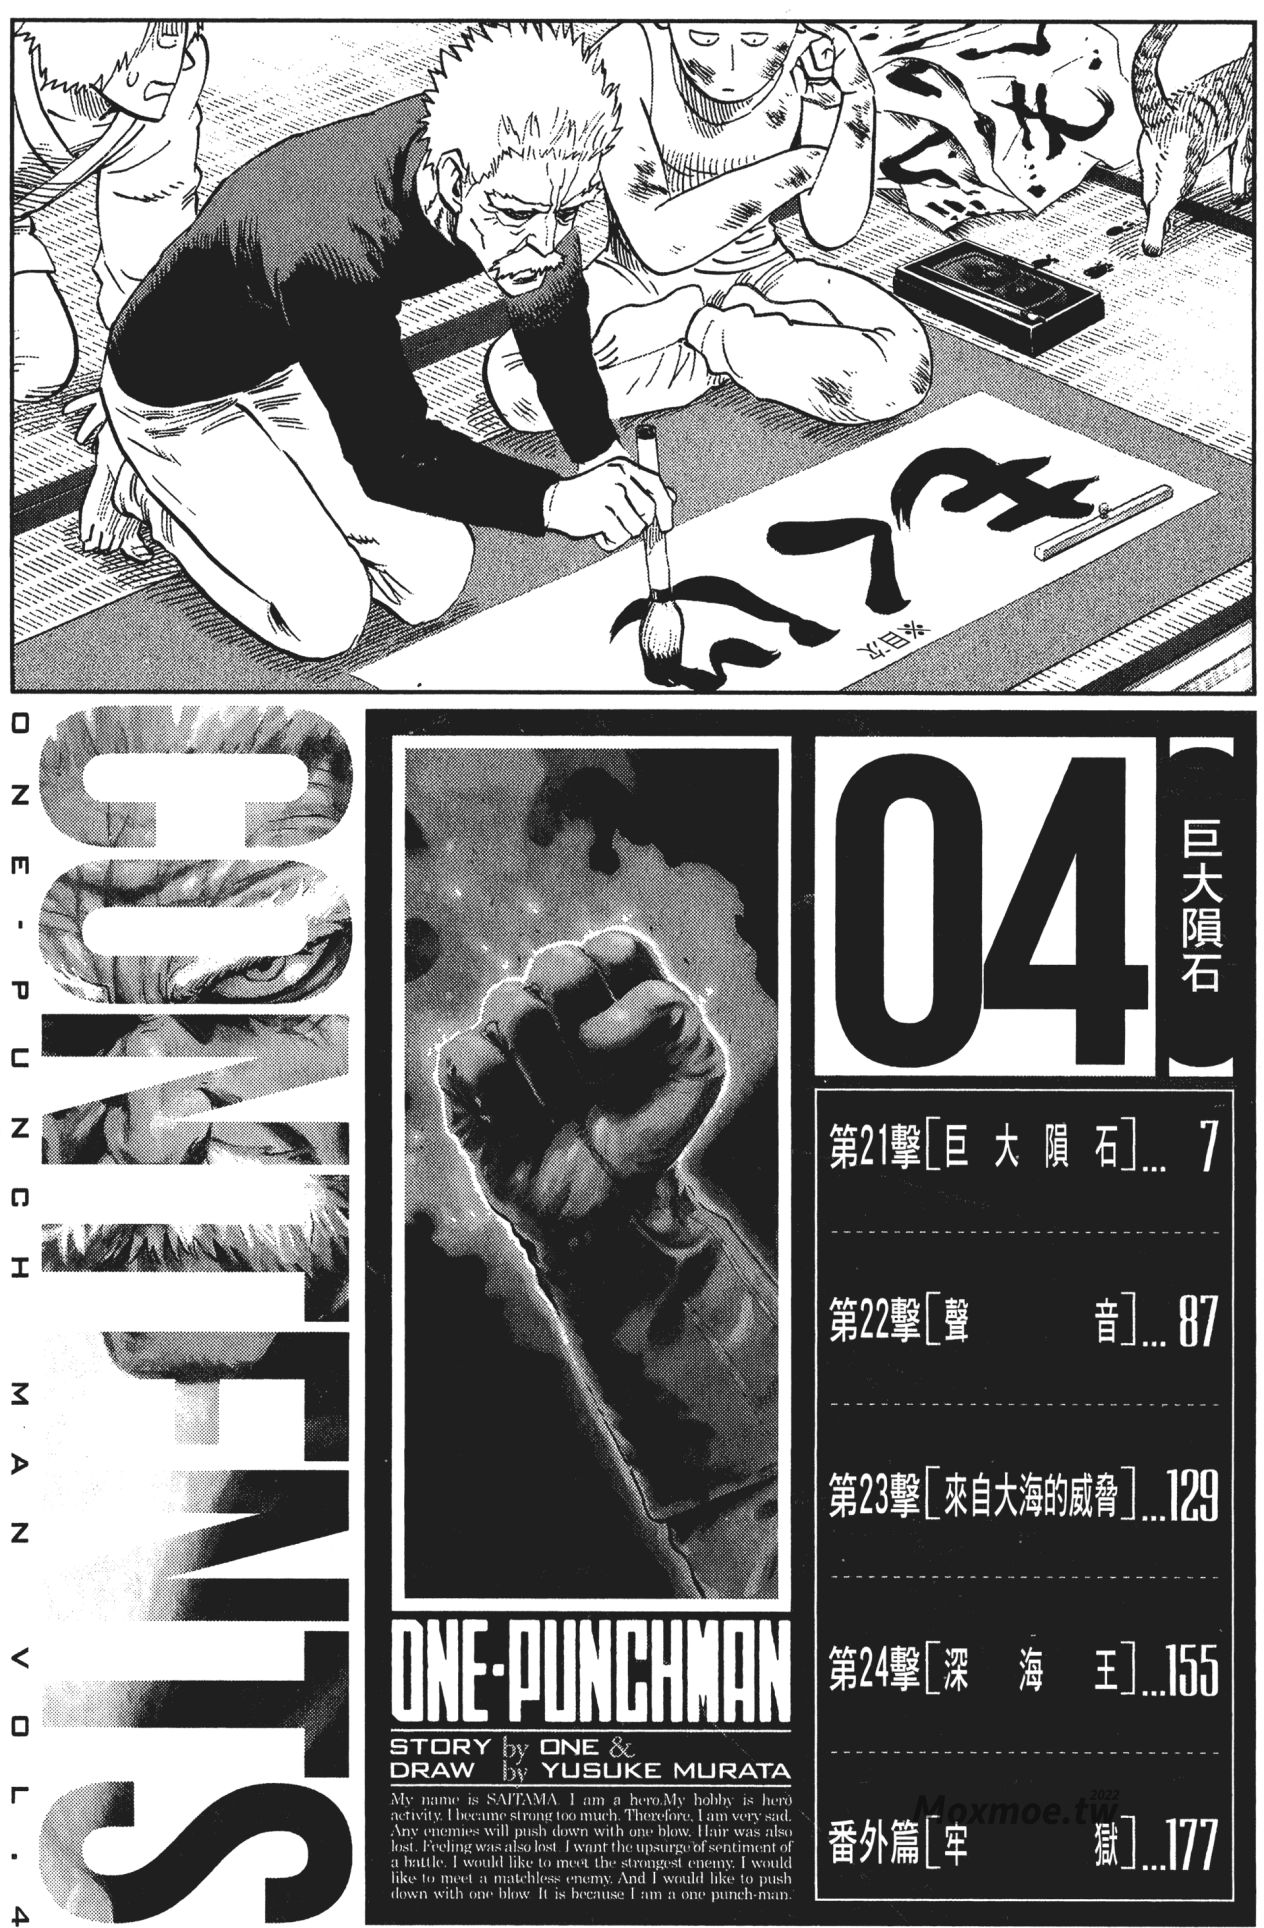 もくじ
※目次
ONE-PUNCH MAN VOL.4
CONTENTS
04
巨大隕石
第21擊[巨大隕石]... 7
第22擊[聲音]... 87
第23擊[來自大海的威脅]...129
第24擊[深海王]...155
番外篇[牢獄]...177
ONE-PUNCHMAN
STORY by ONE &
DRAW by YUSUKE MURATA
My name is SAITAMA. I am a hero.My hobby is hero
activity. I became strong too much. Therefore, I am very sad.
Any enemies will push down with one blow. Hair was also
lost. Feeling was also lost. I want the upsurge of sentiment of
a battle. I would like to meet the strongest enemy. I would
like to meet a matchless enemy. And I would like to push
down with one blow. It is because I am a one punch-man.
2022
Moxmoe.tw